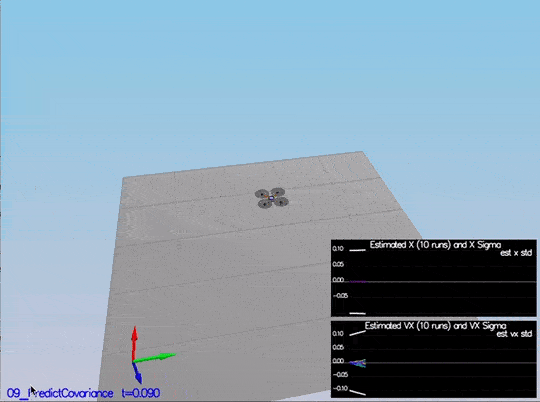 Estimated X (10 runs) and X Sigma
est x std
0.10
0.05
0.00
-0.05
Estimated VX (10 runs) and VX Sigma
est vx std
0.10
0.05
0.00
-0.05
-0.10
t=0.090